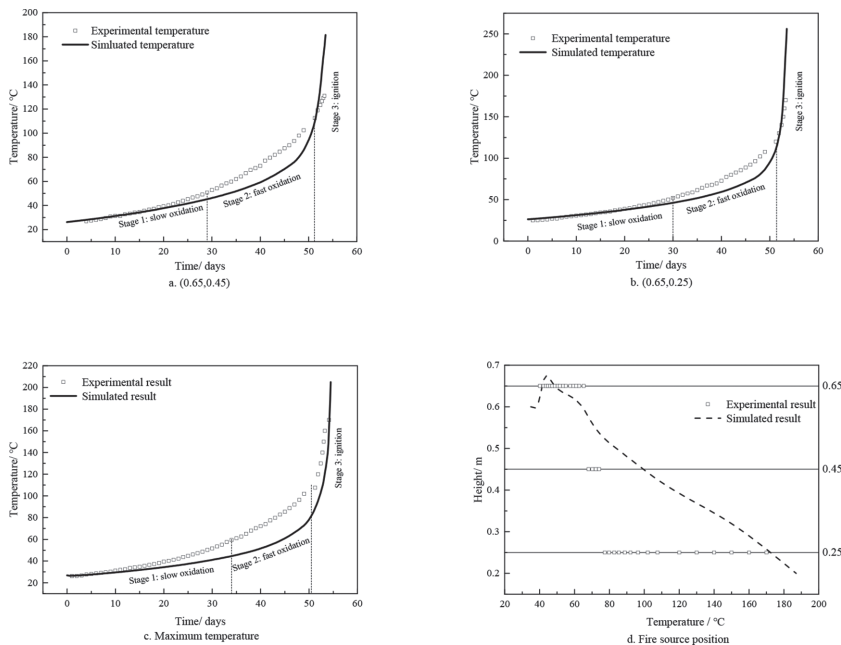 200
180
160
140
120
100
80
60
40
20
Temperature/ ℃
Experimental temperature
Simluated temperature
Stage 1: slow oxidation
Stage 2: fast oxidation
Stage 3: ignition
0 10 20 30 40 50 60
Time/ days
a. (0.65,0.45)
250
200
150
100
50
0
Temperature/ ℃
Experimental temperature
Simulated temperature
Stage 1: slow oxidation
Stage 2: fast oxidation
Stage 3: ignition
0 10 20 30 40 50 60
Time/ days
b. (0.65,0.25)
220
200
180
160
140
120
100
80
60
40
20
Temperature/ ℃
Experimental result
Simulated result
Stage 1: slow oxidation
Stage 2: fast oxidation
Stage 3: ignition
0 10 20 30 40 50 60
Time/ days
c. Maximum temperature
0.7
0.6
0.5
0.4
0.3
0.2
Height/ m
Experimental result
Simulated result
0.65
0.45
0.25
20 40 60 80 100 120 140 160 180 200
Temperature / ℃
d. Fire source position